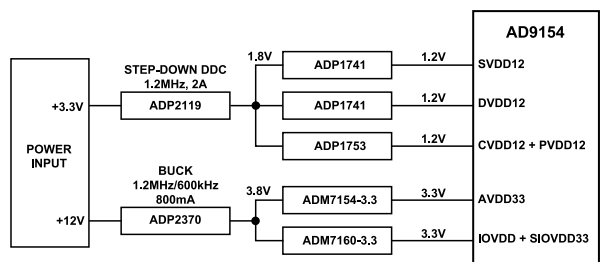 AD9154
STEP-DOWN DDC
1.2MHz, 2A
1.8V
ADP1741
1.2V
SVDD12
+3.3V
ADP2119
ADP1741
1.2V
DVDD12
ADP1753
1.2V
CVDD12 + PVDD12
POWER
INPUT
BUCK
1.2MHz/600kHz
800mA
3.8V
ADM7154-3.3
3.3V
AVDD33
+12V
ADP2370
ADM7160-3.3
3.3V
IOVDD + SIOVDD33